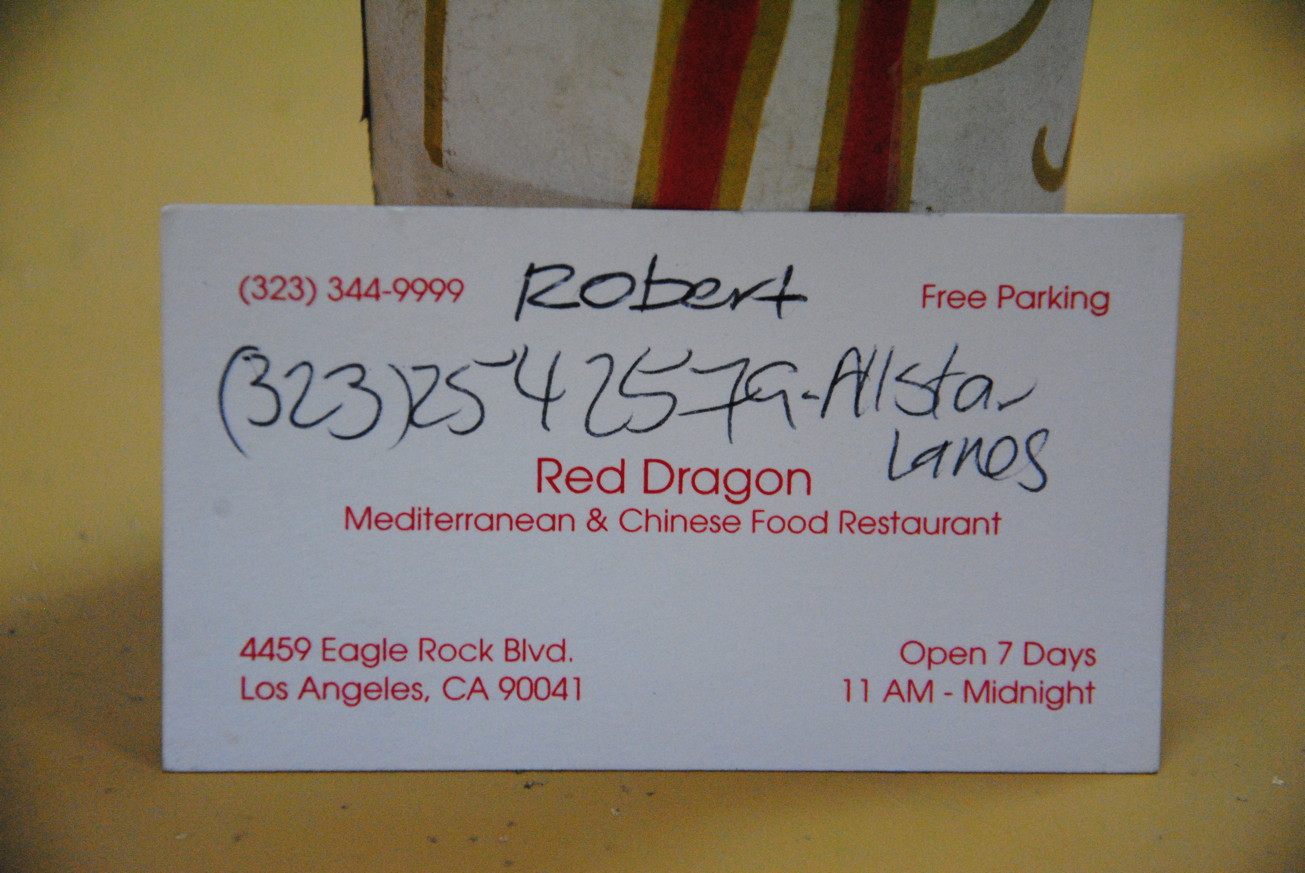 (323) 344-9999 Robert Free Parking
(323)254 2579-Allstar
Lanes
Red Dragon
Mediterranean & Chinese Food Restaurant
4459 Eagle Rock Blvd.
Los Angeles, CA 90041
Open 7 Days
11 AM - Midnight